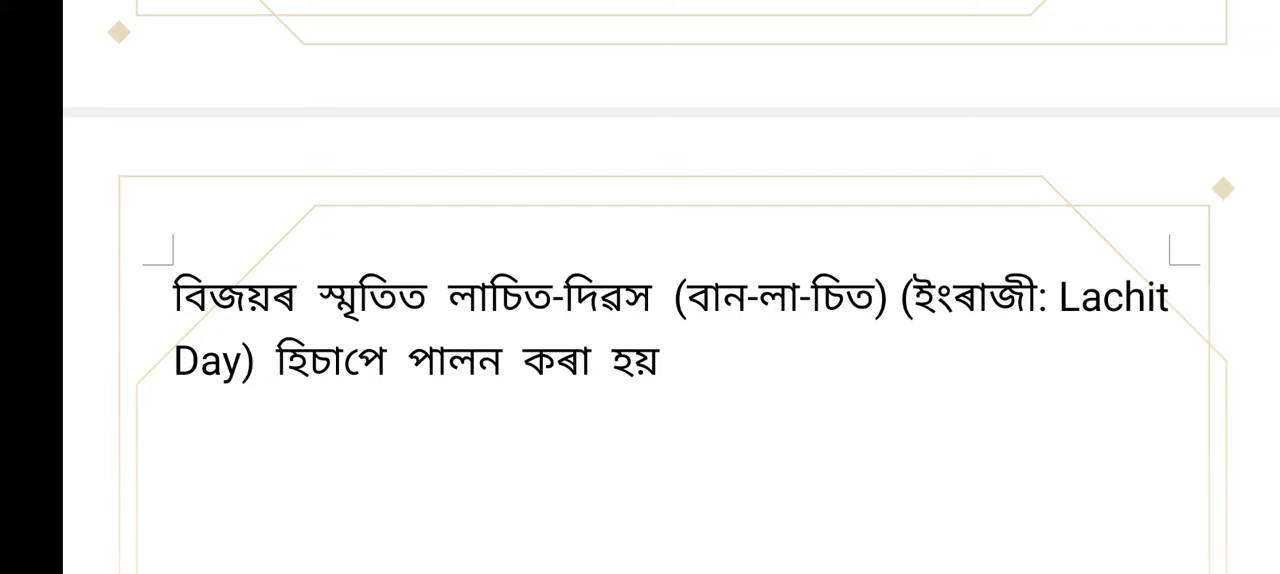 বিজয়ৰ স্মৃতিত লাচিত-দিৱস (বান-লা-চিত) (ইংৰাজী: Lachit
Day) হিচাপে পালন কৰা হয়